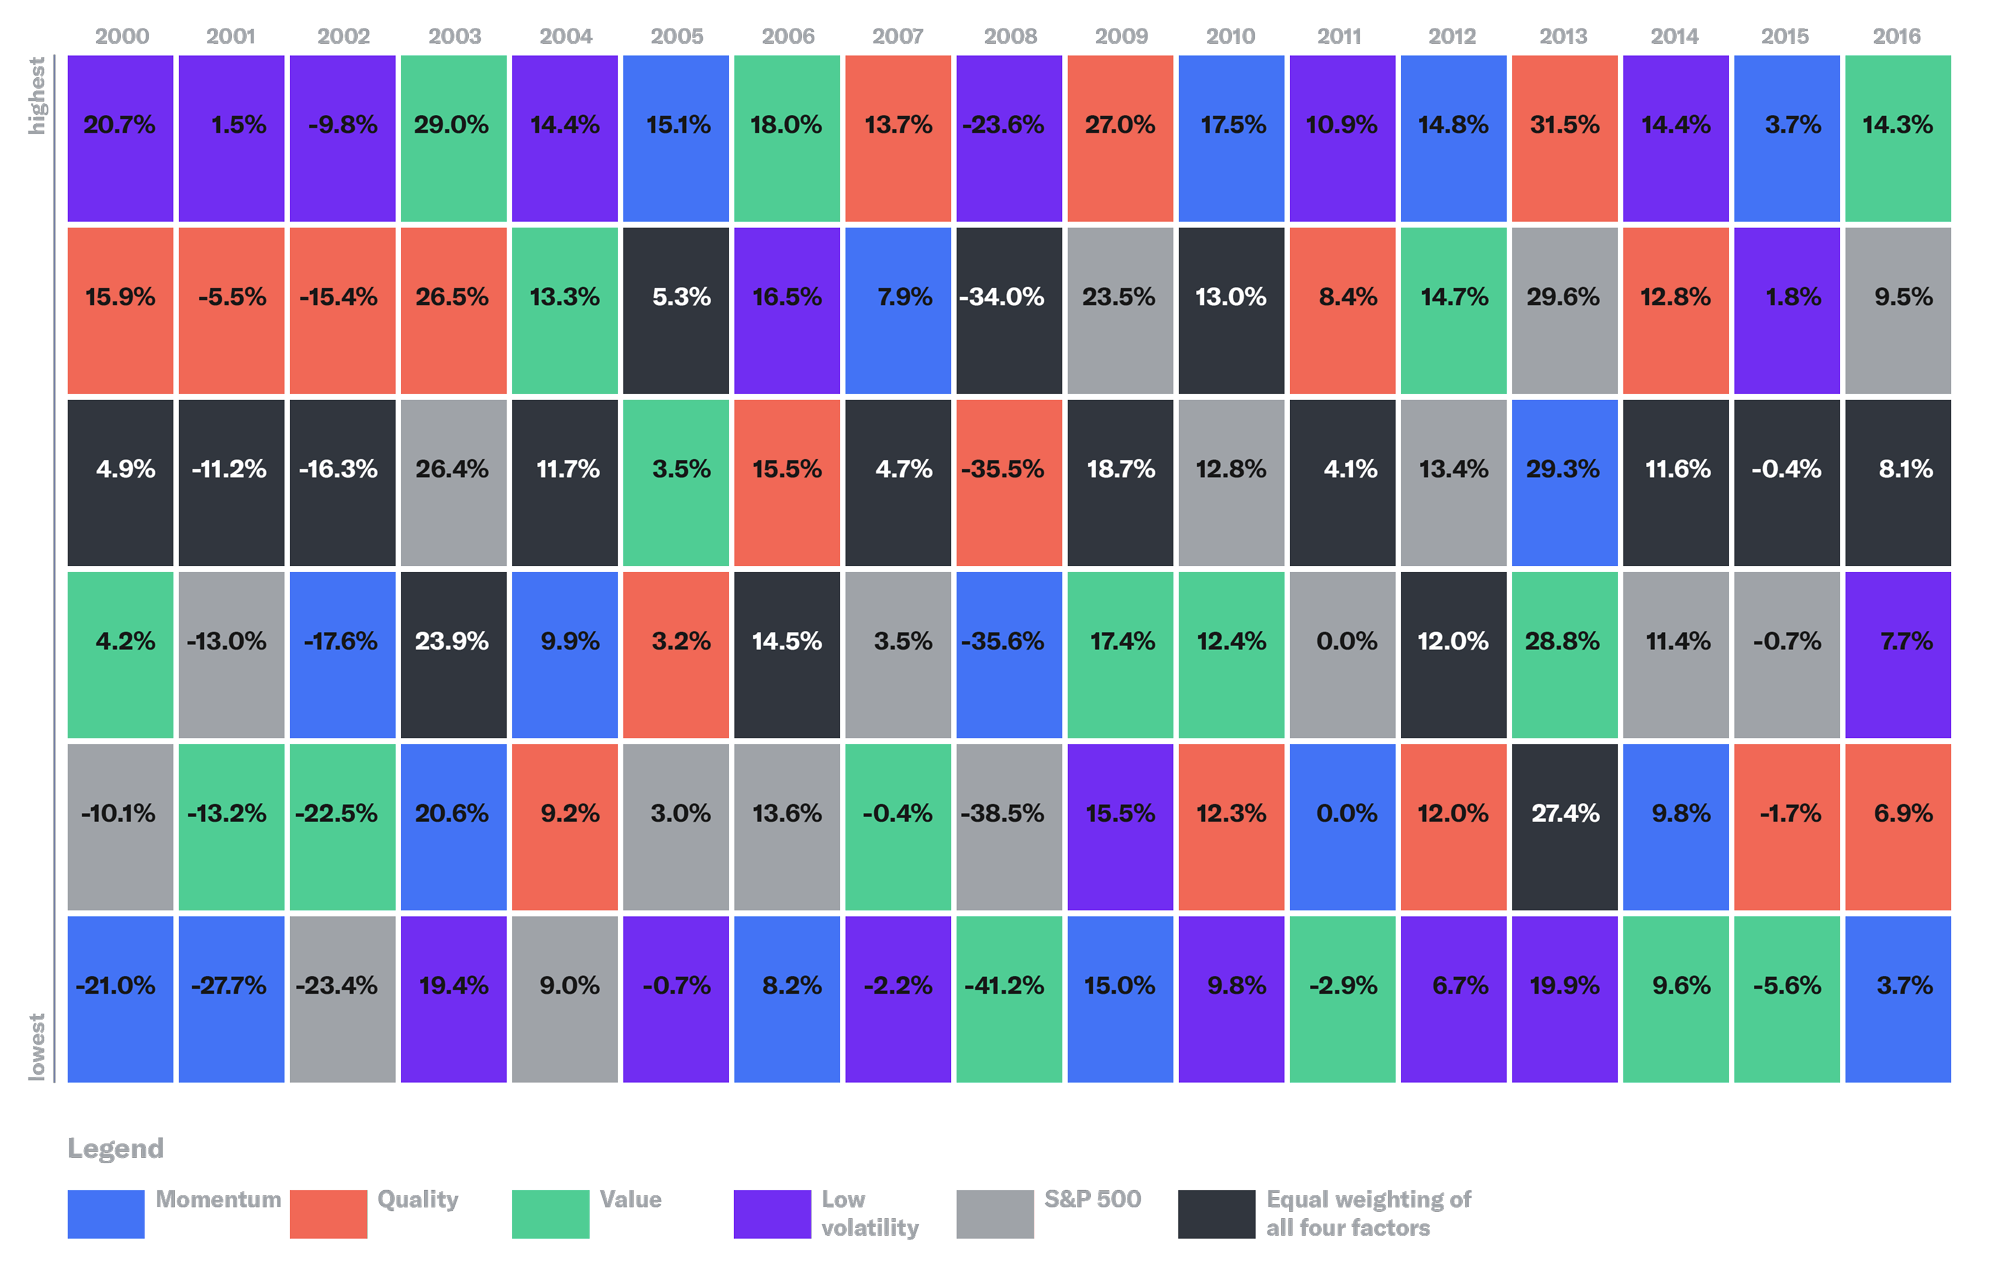 2000 2001 2002 2003 2004 2005 2006 2007 2008 2009 2010 2011 2012 2013 2014 2015 2016
highest
20.7% 1.5% -9.8% 29.0% 14.4% 15.1% 18.0% 13.7% -23.6% 27.0% 17.5% 10.9% 14.8% 31.5% 14.4% 3.7% 14.3%
15.9% -5.5% -15.4% 26.5% 13.3% 5.3% 16.5% 7.9% -34.0% 23.5% 13.0% 8.4% 14.7% 29.6% 12.8% 1.8% 9.5%
4.9% -11.2% -16.3% 26.4% 11.7% 3.5% 15.5% 4.7% -35.5% 18.7% 12.8% 4.1% 13.4% 29.3% 11.6% -0.4% 8.1%
4.2% -13.0% -17.6% 23.9% 9.9% 3.2% 14.5% 3.5% -35.6% 17.4% 12.4% 0.0% 12.0% 28.8% 11.4% -0.7% 7.7%
-10.1% -13.2% -22.5% 20.6% 9.2% 3.0% 13.6% -0.4% -38.5% 15.5% 12.3% 0.0% 12.0% 27.4% 9.8% -1.7% 6.9%
-21.0% -27.7% -23.4% 19.4% 9.0% -0.7% 8.2% -2.2% -41.2% 15.0% 9.8% -2.9% 6.7% 19.9% 9.6% -5.6% 3.7%
lowest
Legend
Momentum
Quality
Value
Low
volatility
S&P 500
Equal weighting of
all four factors